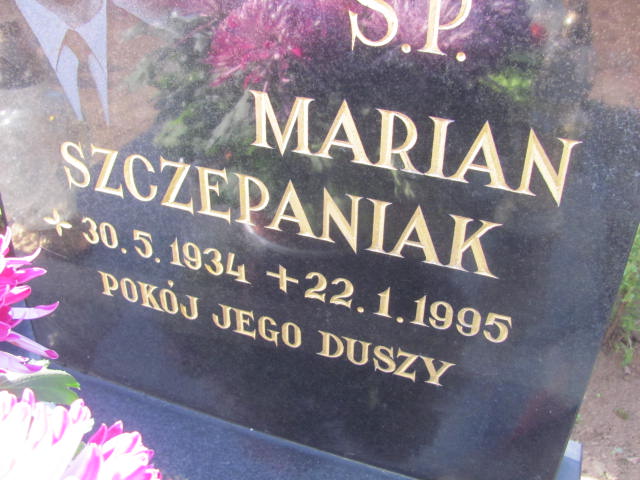 Ś.P.
MARIAN
SZCZEPANIAK
+ 30.5.1934 + 22.1.1995
POKÓJ JEGO DUSZY